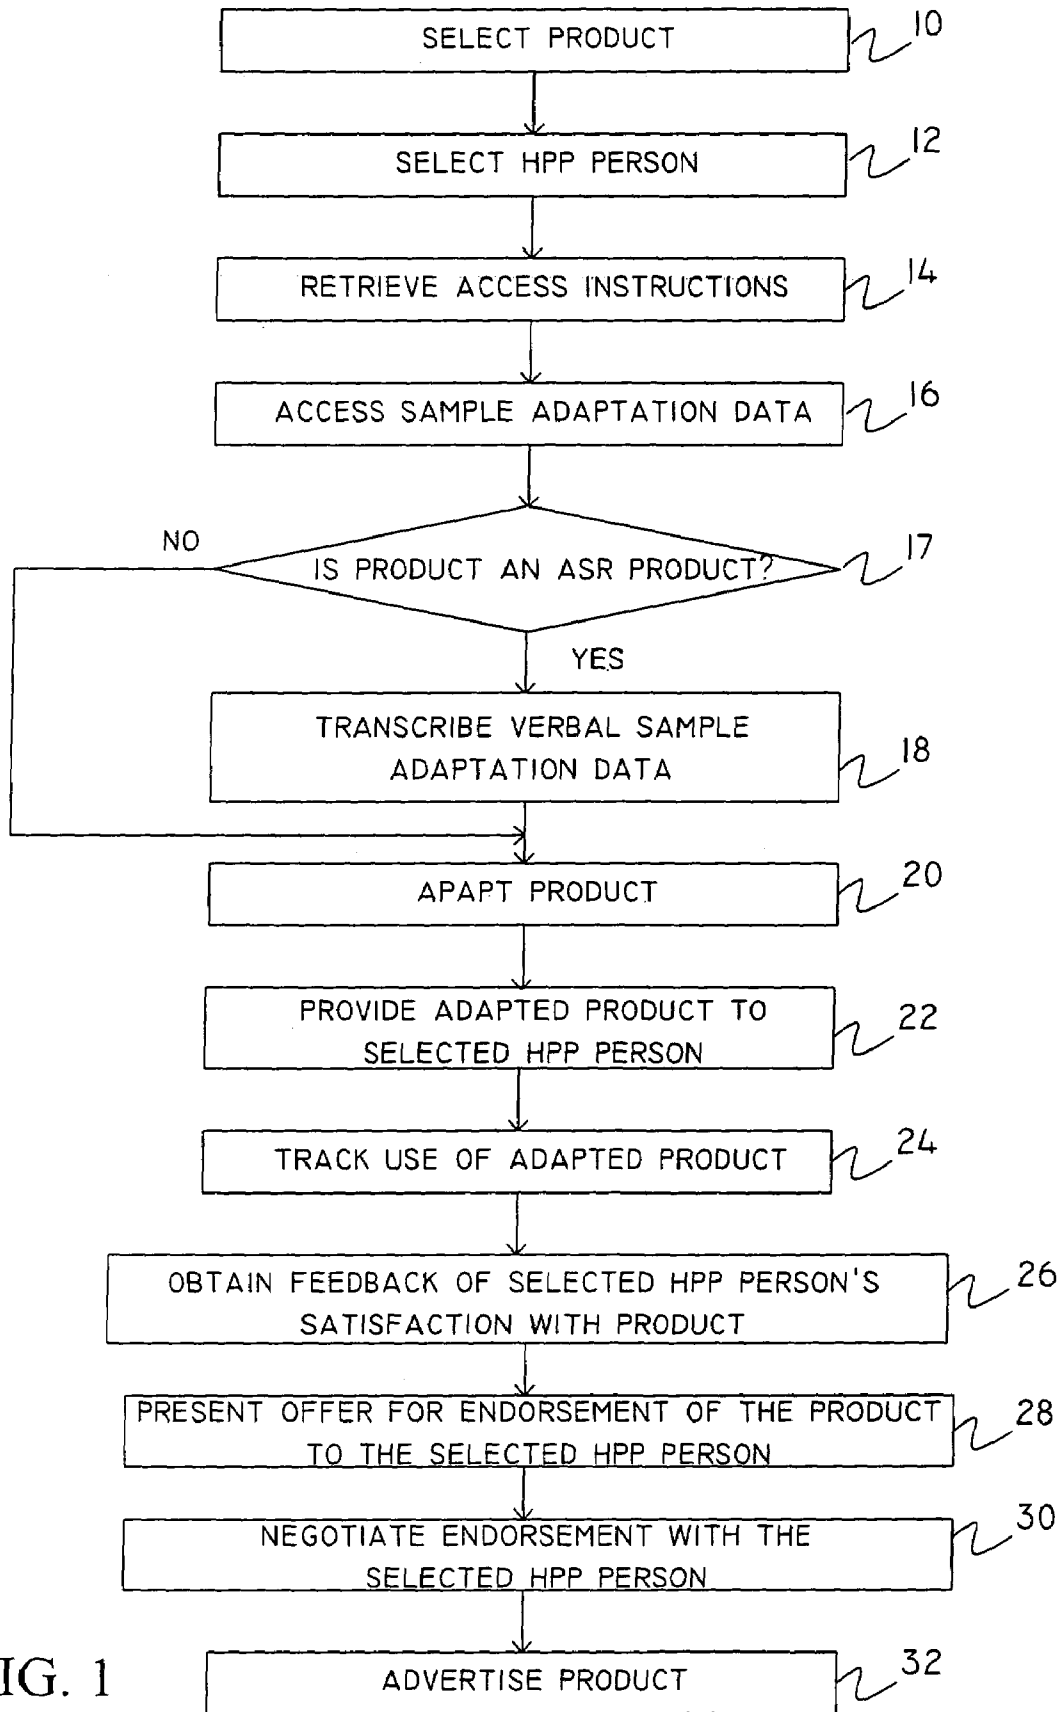 SELECT PRODUCT
10
SELECT HPP PERSON
12
RETRIEVE ACCESS INSTRUCTIONS
14
ACCESS SAMPLE ADAPTATION DATA
16
NO
IS PRODUCT AN ASR PRODUCT?
17
YES
TRANSCRIBE VERBAL SAMPLE
ADAPTATION DATA
18
APAPT PRODUCT
20
PROVIDE ADAPTED PRODUCT TO
SELECTED HPP PERSON
22
TRACK USE OF ADAPTED PRODUCT
24
OBTAIN FEEDBACK OF SELECTED HPP PERSON'S
SATISFACTION WITH PRODUCT
26
PRESENT OFFER FOR ENDORSEMENT OF THE PRODUCT
TO THE SELECTED HPP PERSON
28
NEGOTIATE ENDORSEMENT WITH THE
SELECTED HPP PERSON
30
ADVERTISE PRODUCT
32
IG. 1